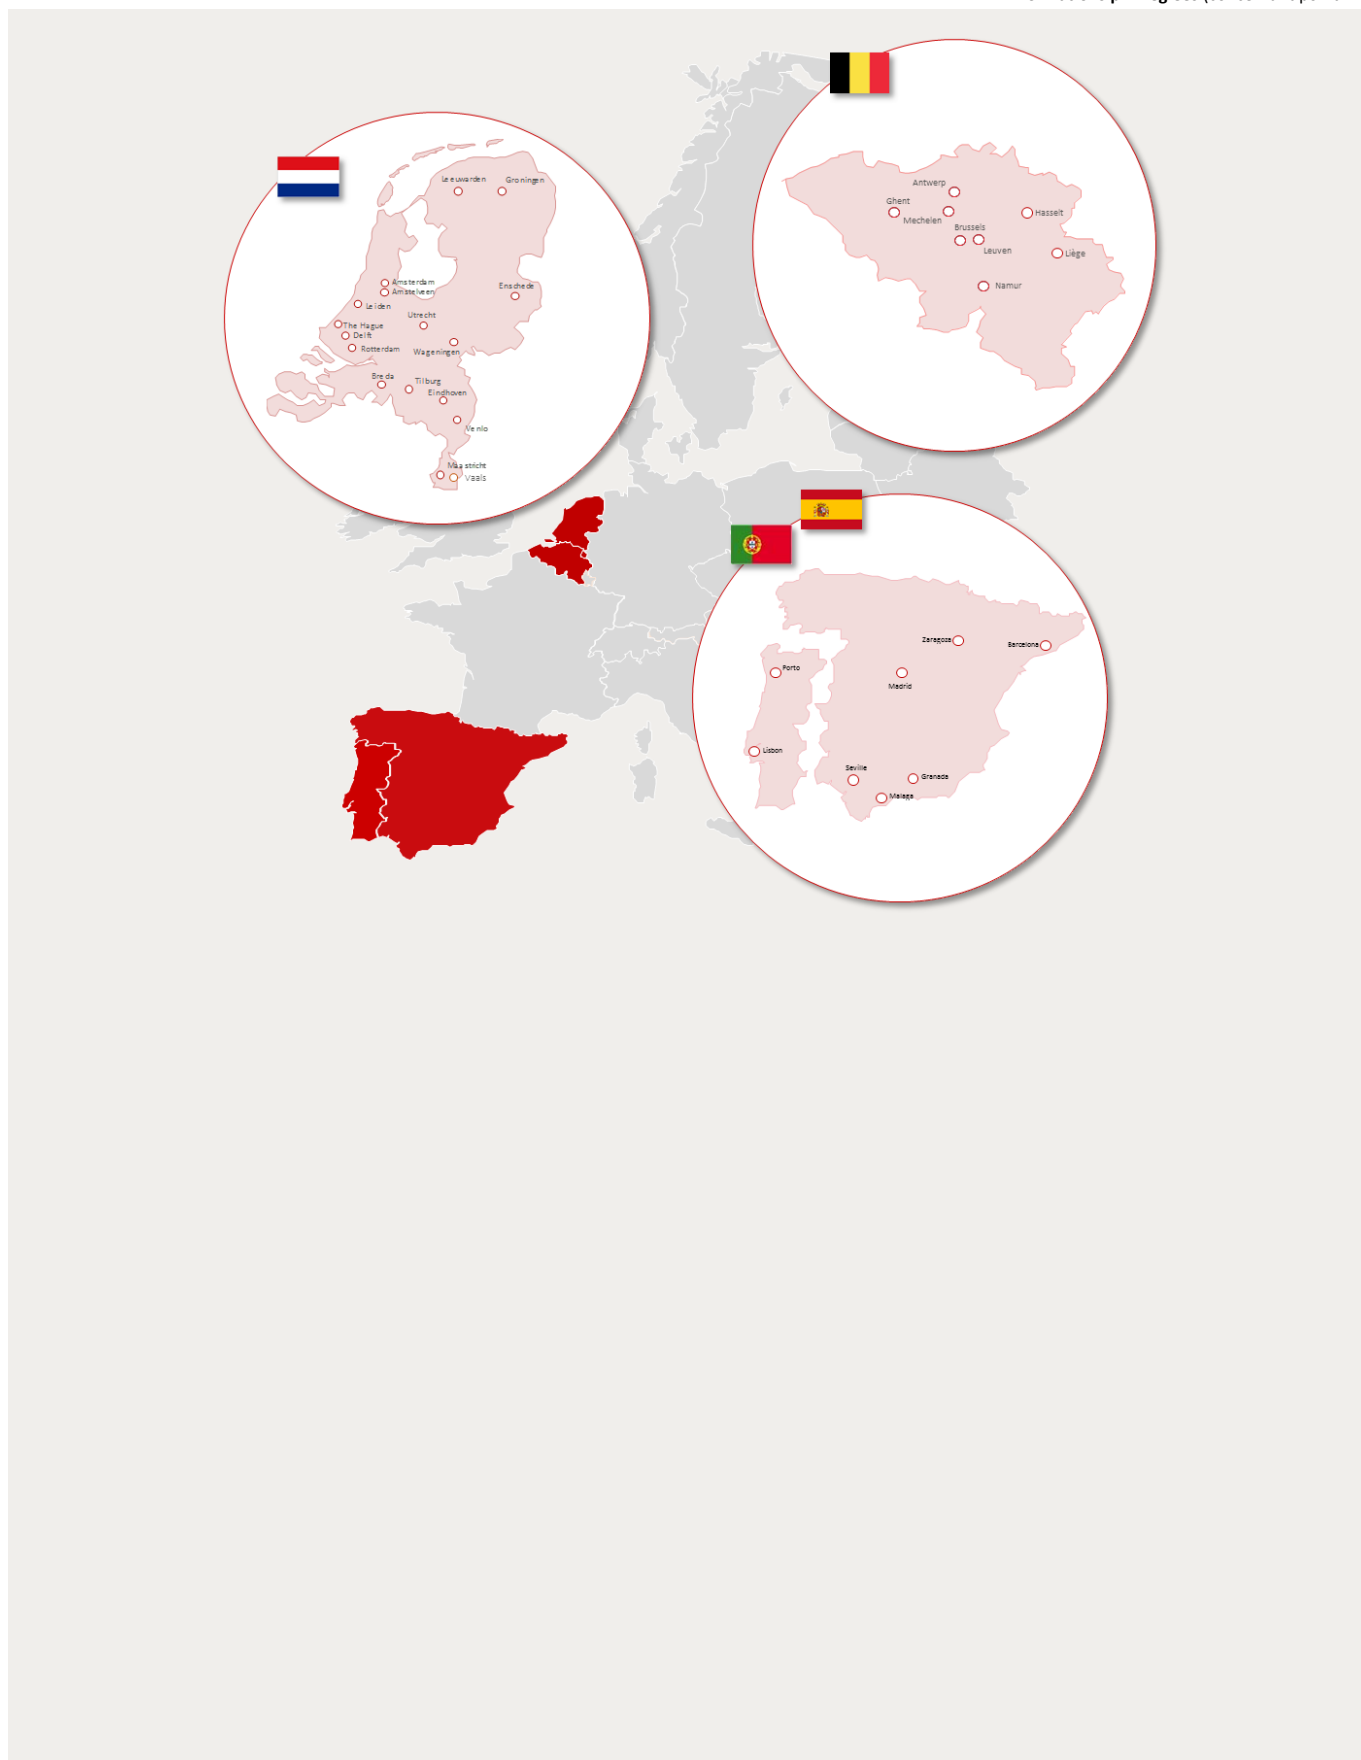 Leeuwarden
Groningen
Amsterdam
Amstelveen
Leiden
Enschede
Utrecht
The Hague
Delft
Rotterdam
Wageningen
Breda
Tilburg
Eindhoven
Venlo
Maastricht
Vaals
Antwerp
Ghent
Mechelen
Hasselt
Brussels
Leuven
Liège
Namur
Zaragoza
Barcelona
Porto
Madrid
Lisbon
Seville
Granada
Malaga